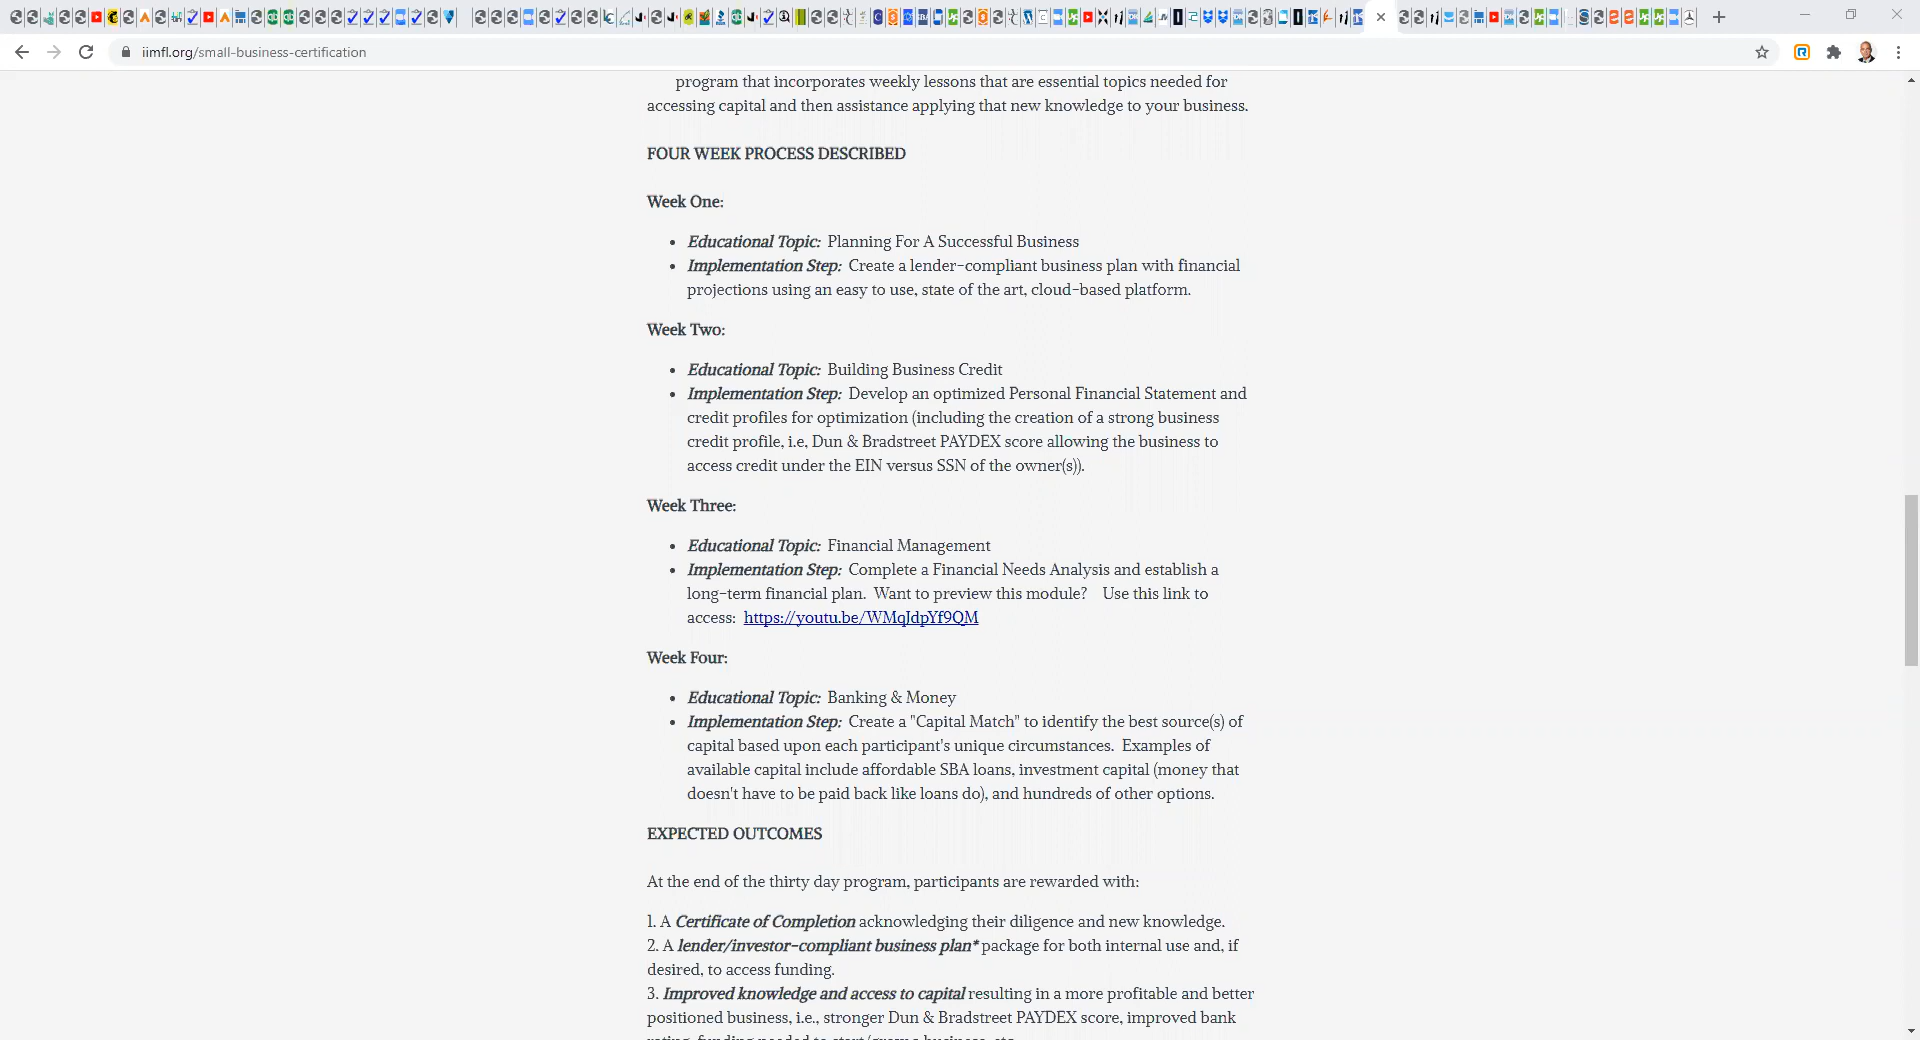 iimfl.org/small-business-certification
program that incorporates weekly lessons that are essential topics needed for
accessing capital and then assistance applying that new knowledge to your business.
FOUR WEEK PROCESS DESCRIBED
Week One:
• Educational Topic: Planning For A Successful Business
• Implementation Step: Create a lender-compliant business plan with financial
projections using an easy to use, state of the art, cloud-based platform.
Week Two:
• Educational Topic: Building Business Credit
• Implementation Step: Develop an optimized Personal Financial Statement and
credit profiles for optimization (including the creation of a strong business
credit profile, i.e, Dun & Bradstreet PAYDEX score allowing the business to
access credit under the EIN versus SSN of the owner(s)).
Week Three:
• Educational Topic: Financial Management
• Implementation Step: Complete a Financial Needs Analysis and establish a
long-term financial plan. Want to preview this module? Use this link to
access: https://youtu.be/WMqJdpYf9QM
Week Four:
• Educational Topic: Banking & Money
• Implementation Step: Create a "Capital Match" to identify the best source(s) of
capital based upon each participant's unique circumstances. Examples of
available capital include affordable SBA loans, investment capital (money that
doesn't have to be paid back like loans do), and hundreds of other options.
EXPECTED OUTCOMES
At the end of the thirty day program, participants are rewarded with:
1. A Certificate of Completion acknowledging their diligence and new knowledge.
2. A lender/investor-compliant business plan* package for both internal use and, if
desired, to access funding.
3. Improved knowledge and access to capital resulting in a more profitable and better
positioned business, i.e., stronger Dun & Bradstreet PAYDEX score, improved bank